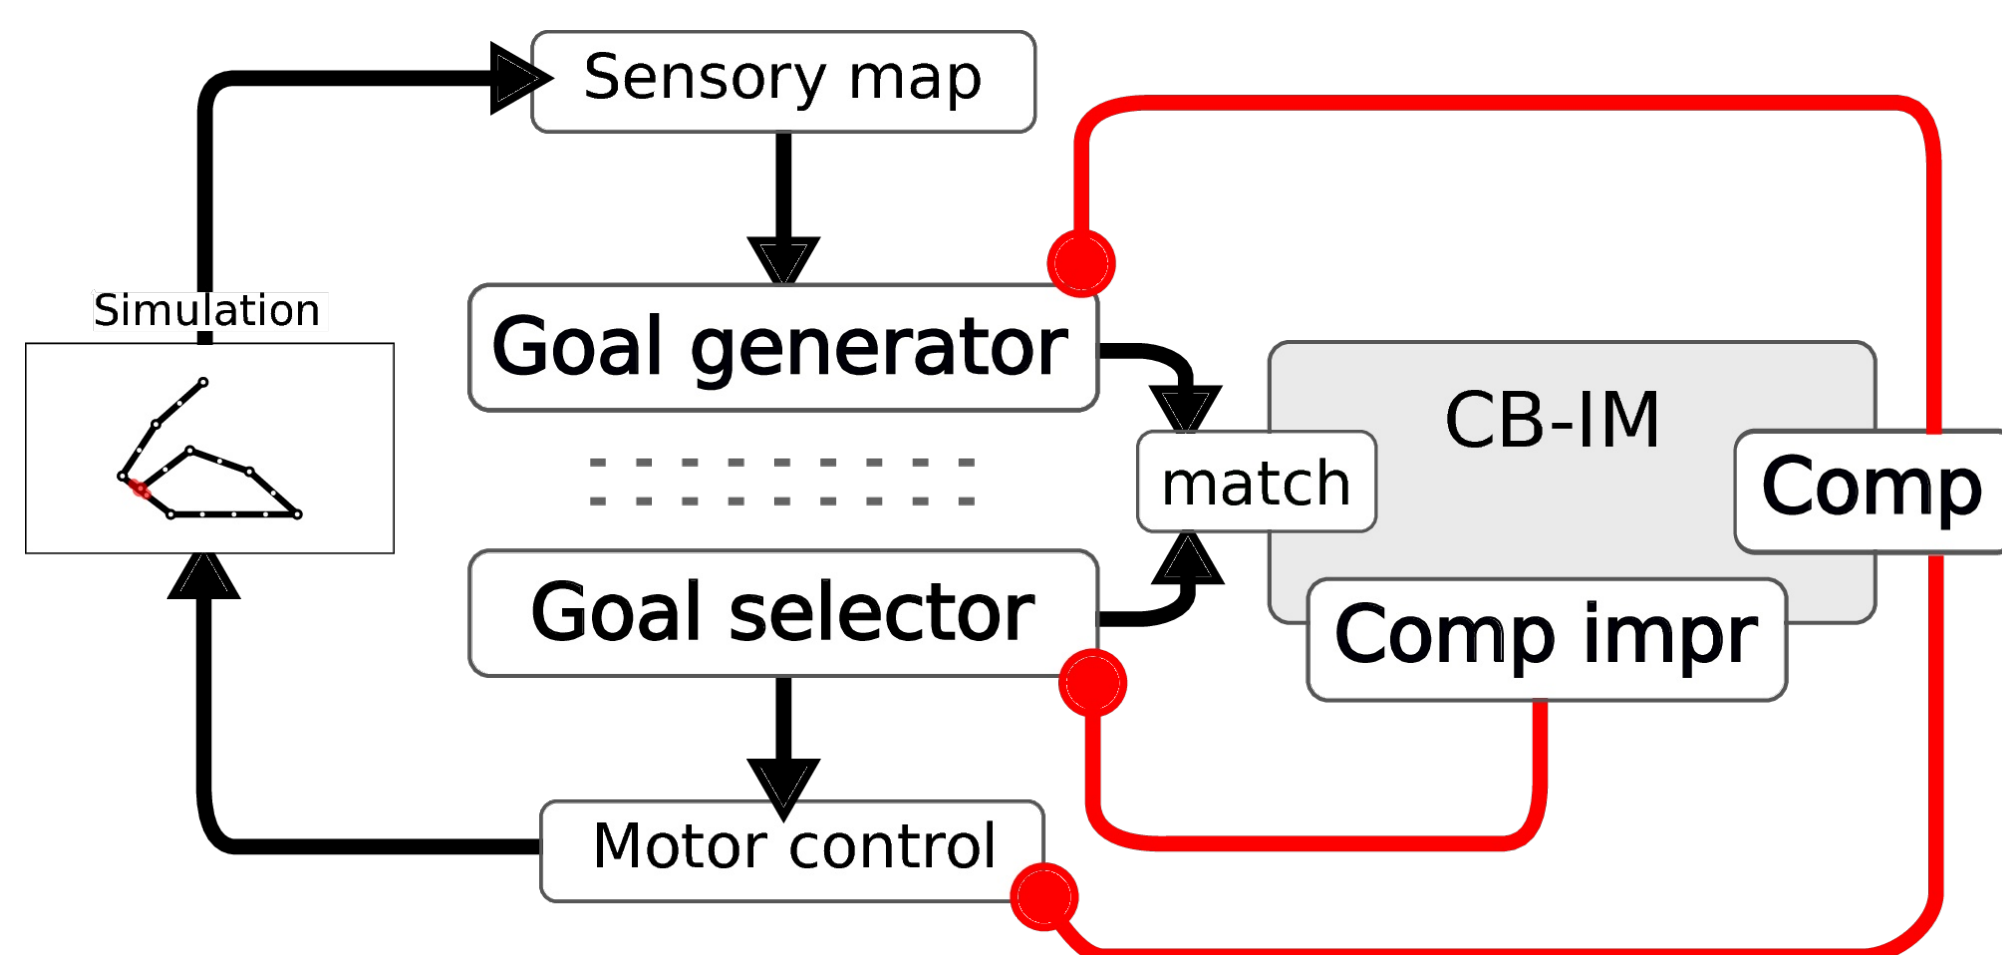 Sensory map
Simulation
Goal generator
CB-IM
match
Comp
Goal selector
Comp impr
Motor control